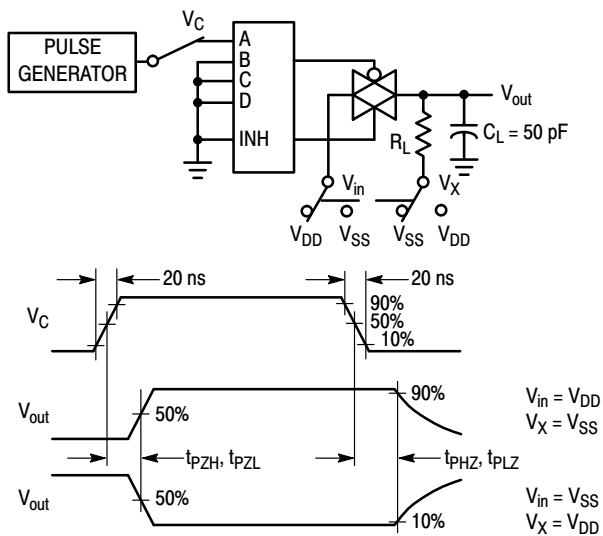 V_C
PULSE
GENERATOR
A
B
C
D
INH
V_out
R_L
C_L = 50 pF
V_in
V_X
V_DD
V_SS
V_SS
V_DD
20 ns
20 ns
V_C
90%
50%
10%
V_out
50%
90%
V_in = V_DD
V_X = V_SS
t_PZH, t_PZL
t_PHZ, t_PLZ
V_out
50%
10%
V_in = V_SS
V_X = V_DD